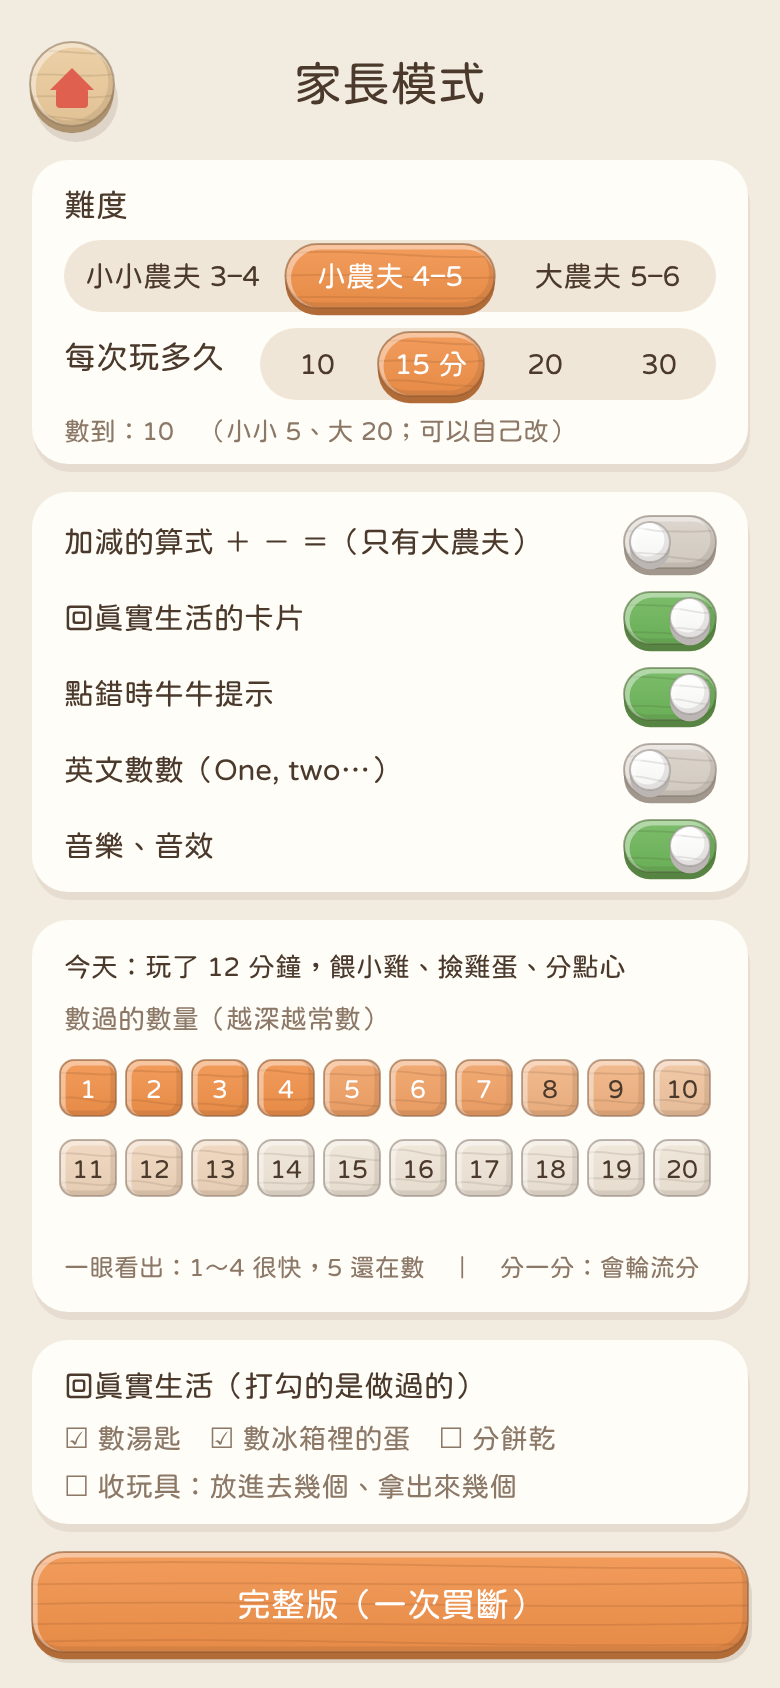 家長模式
難度
小小農夫 3–4 小農夫 4–5 大農夫 5–6
每次玩多久 10 15 分 20 30
數到：10 （小小 5、大 20；可以自己改）
加減的算式 ＋ － ＝（只有大農夫）
回真實生活的卡片
點錯時牛牛提示
英文數數（One, two⋯）
音樂、音效
今天：玩了 12 分鐘，餵小雞、撿雞蛋、分點心
數過的數量（越深越常數）
1 2 3 4 5 6 7 8 9 10
11 12 13 14 15 16 17 18 19 20
一眼看出：1～4 很快，5 還在數 ｜ 分一分：會輪流分
回真實生活（打勾的是做過的）
☑ 數湯匙 ☑ 數冰箱裡的蛋 ☐ 分餅乾
☐ 收玩具：放進去幾個、拿出來幾個
完整版（一次買斷）